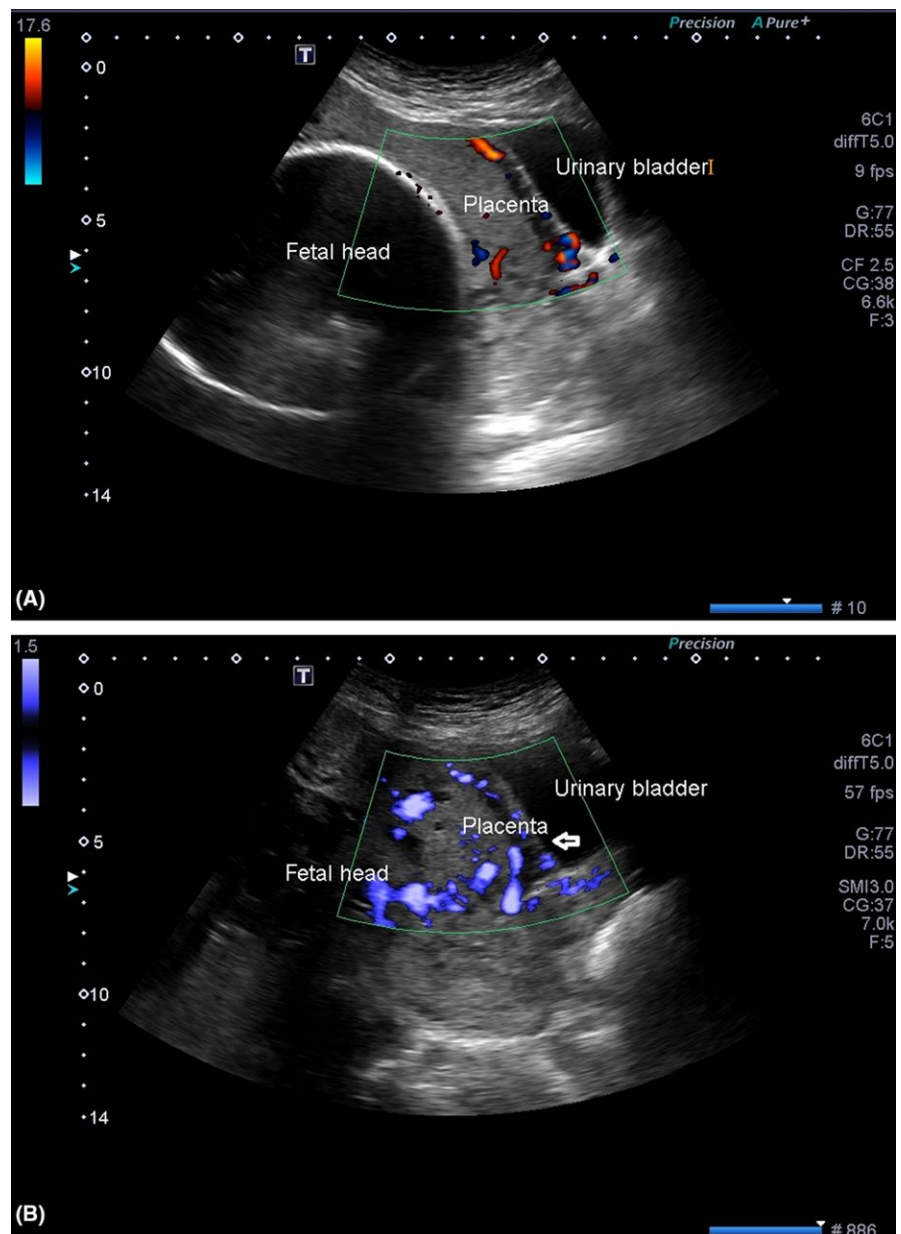 17.6
Precision APure+
T
0
6C1
diffT5.0
9 fps
Urinary bladderI
Placenta
5
G:77
DR:55
Fetal head
CF 2.5
CG:38
6.6k
F:3
10
14
(A)
# 10
1.5
Precision
T
0
6C1
diffT5.0
57 fps
Urinary bladder
Placenta
5
G:77
DR:55
Fetal head
SMI3.0
CG:37
7.0k
F:5
10
14
(B)
# 886